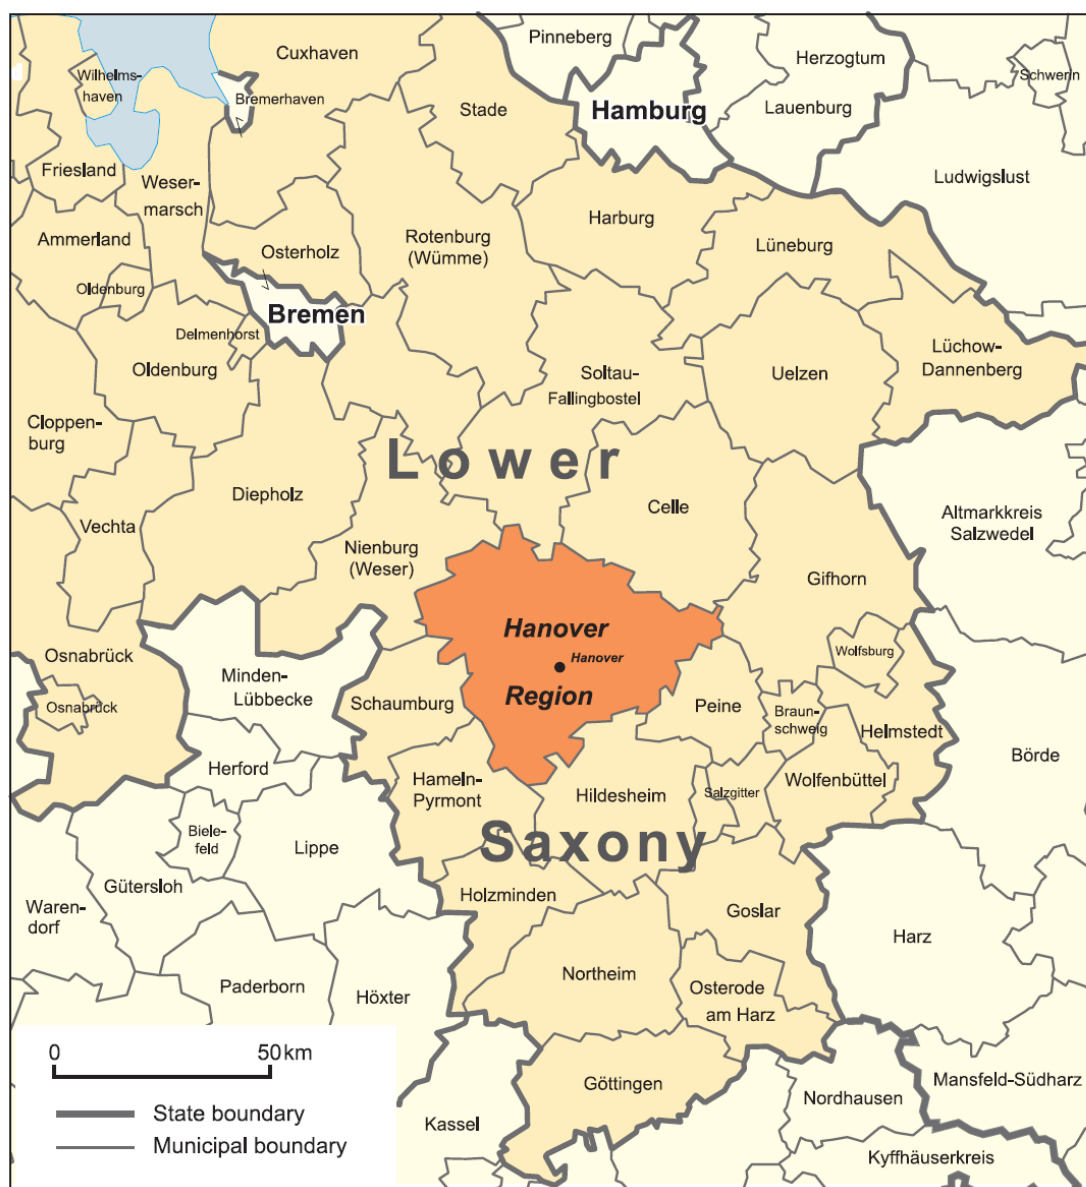 Pinneberg
Cuxhaven
Herzogtum
Wilhelms-
haven
Schwerin
Bremerhaven
Stade
Hamburg
Lauenburg
Friesland
Weser-
marsch
Ludwigslust
Harburg
Ammerland
Rotenburg
(Wümme)
Lüneburg
Osterholz
Oldenburg
Bremen
Delmenhorst
Oldenburg
Lüchow-
Dannenberg
Soltau-
Fallingbostel
Uelzen
Cloppen-
burg
Lower
Diepholz
Celle
Altmarkkreis
Salzwedel
Vechta
Nienburg
(Weser)
Gifhorn
Hanover
Hanover
Region
Osnabrück
Wolfsburg
Minden-
Lübbecke
Osnabrück
Schaumburg
Peine
Braun-
schweig
Helmstedt
Börde
Herford
Hameln-
Pyrmont
Hildesheim
Salzgitter
Wolfenbüttel
Biele-
feld
Lippe
Saxony
Gütersloh
Holzminden
Waren-
dorf
Goslar
Harz
Northeim
Paderborn
Höxter
Osterode
am Harz
0 50 km
Göttingen
Mansfeld-Südharz
Nordhausen
State boundary
Kassel
Municipal boundary
Kyffhäuserkreis